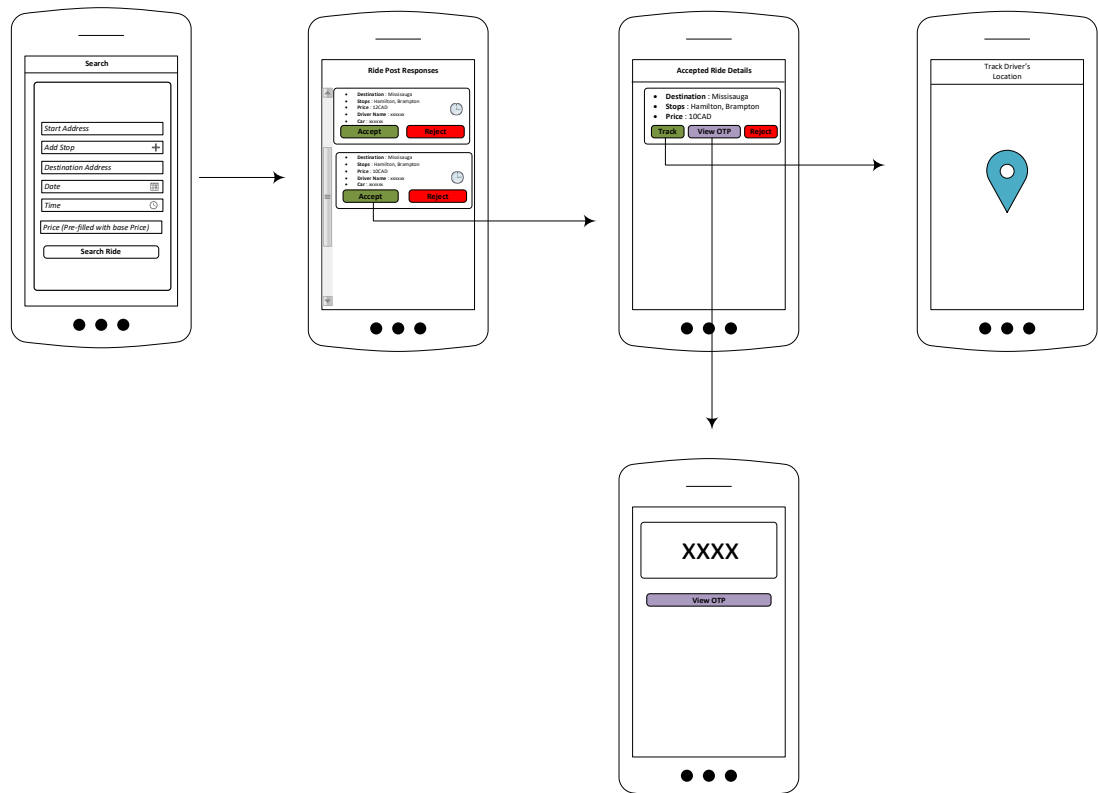 Search
Start Address
Add Stop
Destination Address
Date
Time
Price (Pre-filled with base Price)
Search Ride
Ride Post Responses
• Destination : Missisauga
• Stops : Hamilton, Brampton
• Price : 12CAD
• Driver Name : xxxxxx
• Car : xxxxxx
Accept Reject
• Destination : Missisauga
• Stops : Hamilton, Brampton
• Price : 10CAD
• Driver Name : xxxxxx
• Car : xxxxxx
Accept Reject
Accepted Ride Details
• Destination : Missisauga
• Stops : Hamilton, Brampton
• Price : 10CAD
Track View OTP Reject
Track Driver's
Location
XXXX
View OTP